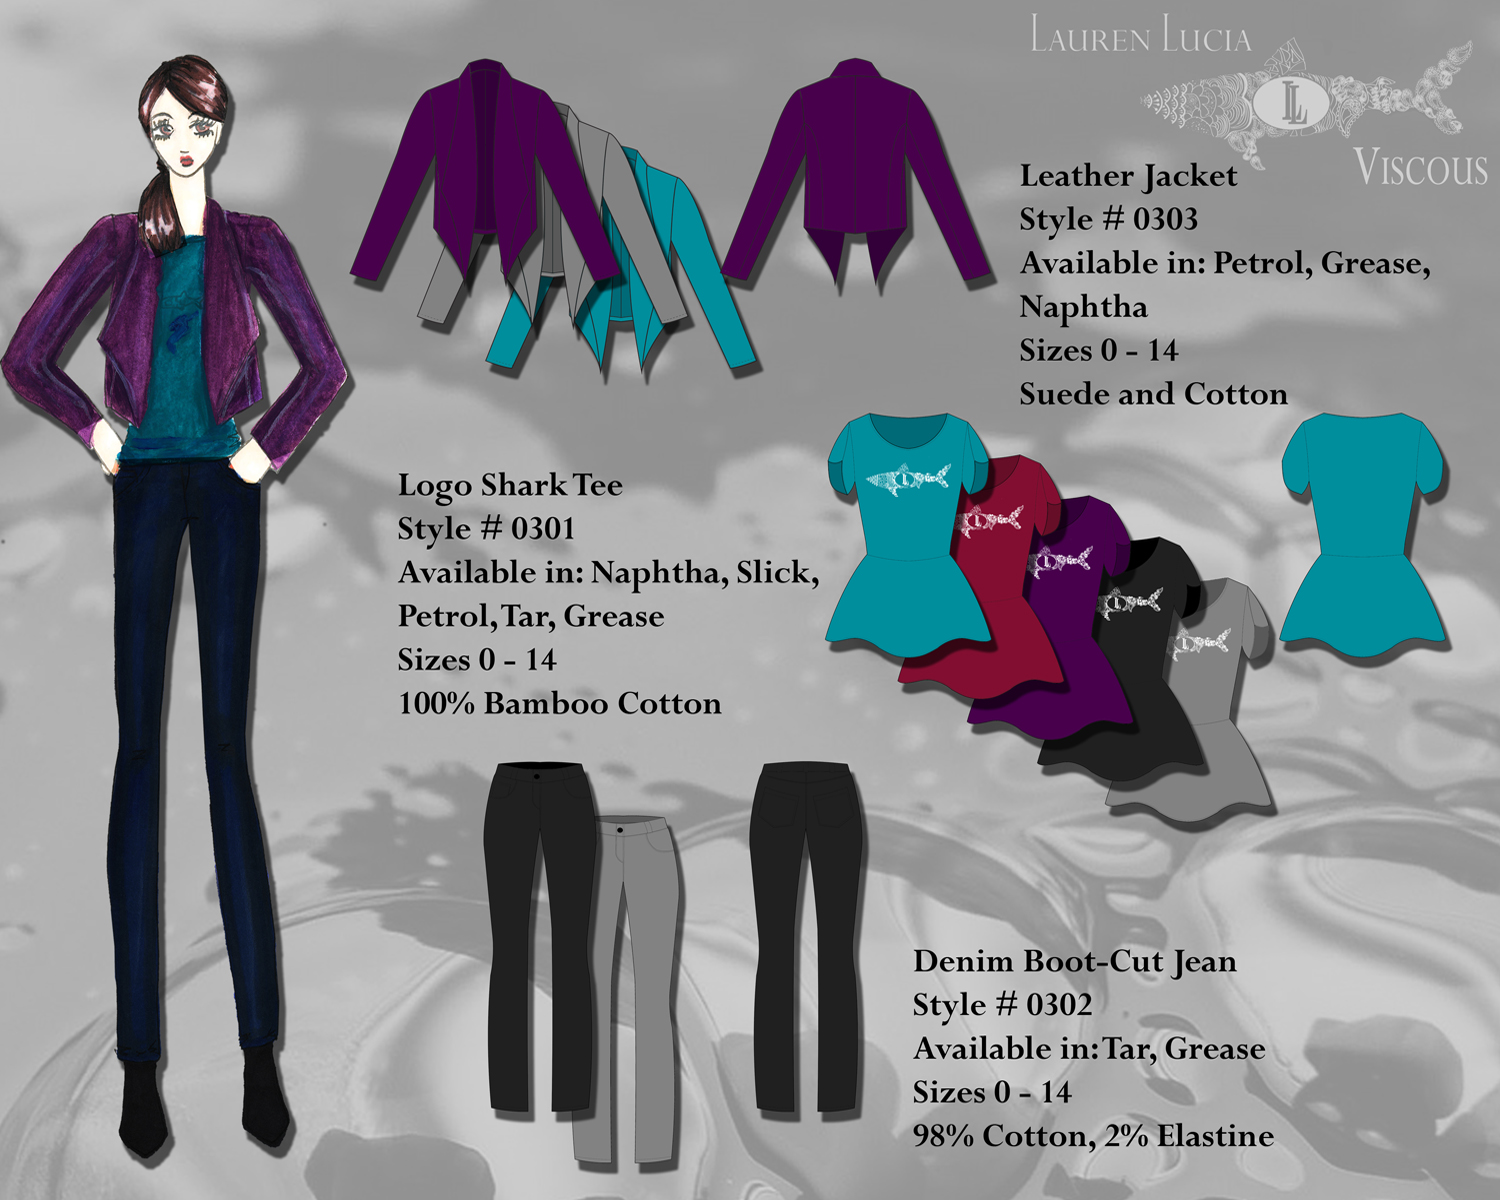 Lauren Lucia
LL
Viscous
Leather Jacket
Style # 0303
Available in: Petrol, Grease,
Naphtha
Sizes 0 - 14
Suede and Cotton
Logo Shark Tee
Style # 0301
Available in: Naphtha, Slick,
Petrol, Tar, Grease
Sizes 0 - 14
100% Bamboo Cotton
Denim Boot-Cut Jean
Style # 0302
Available in: Tar, Grease
Sizes 0 - 14
98% Cotton, 2% Elastine